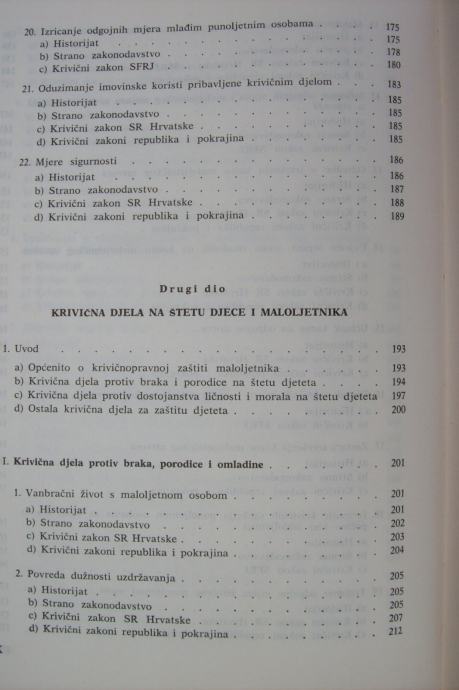 20. Izricanje odgojnih mjera mlađim punoljetnim osobama . . . . 175
a) Historijat . . . . . . . . . . . . . . 175
b) Strano zakonodavstvo . . . . . . . . . . . 178
c) Krivični zakon SFRJ . . . . . . . . . . . . 180
21. Oduzimanje imovinske koristi pribavljene krivičnim djelom . . . 183
a) Historijat . . . . . . . . . . . . . . 185
b) Strano zakonodavstvo . . . . . . . . . . . 185
c) Krivični zakon SR Hrvatske . . . . . . . . . 185
d) Krivični zakoni republika i pokrajina . . . . . . . 185
22. Mjere sigurnosti . . . . . . . . . . . . . 186
a) Historijat . . . . . . . . . . . . . . 186
b) Strano zakonodavstvo . . . . . . . . . . . 187
c) Krivični zakon SR Hrvatske . . . . . . . . . 188
d) Krivični zakoni republika i pokrajina . . . . . . . 189
Drugi dio
KRIVIČNA DJELA NA ŠTETU DJECE I MALOLJETNIKA
1. Uvod . . . . . . . . . . . . . . . . 193
a) Općenito o krivičnopravnoj zaštiti maloljetnika . . . . . 193
b) Krivična djela protiv braka i porodice na štetu djeteta . . . . 194
c) Krivična djela protiv dostojanstva ličnosti i morala na štetu djeteta 197
d) Ostala krivična djela za zaštitu djeteta . . . . . . . 200
I. Krivična djela protiv braka, porodice i omladine . . . . . . 201
1. Vanbračni život s maloljetnom osobom . . . . . . . . 201
a) Historijat . . . . . . . . . . . . . . 201
b) Strano zakonodavstvo . . . . . . . . . . . 202
c) Krivični zakon SR Hrvatske . . . . . . . . . . 203
d) Krivični zakoni republika i pokrajina . . . . . . . . 204
2. Povreda dužnosti uzdržavanja . . . . . . . . . . 205
a) Historijat . . . . . . . . . . . . . . 205
b) Strano zakonodavstvo . . . . . . . . . . . 205
c) Krivični zakon SR Hrvatske . . . . . . . . . . 207
d) Krivični zakoni republika i pokrajina . . . . . . . . 212